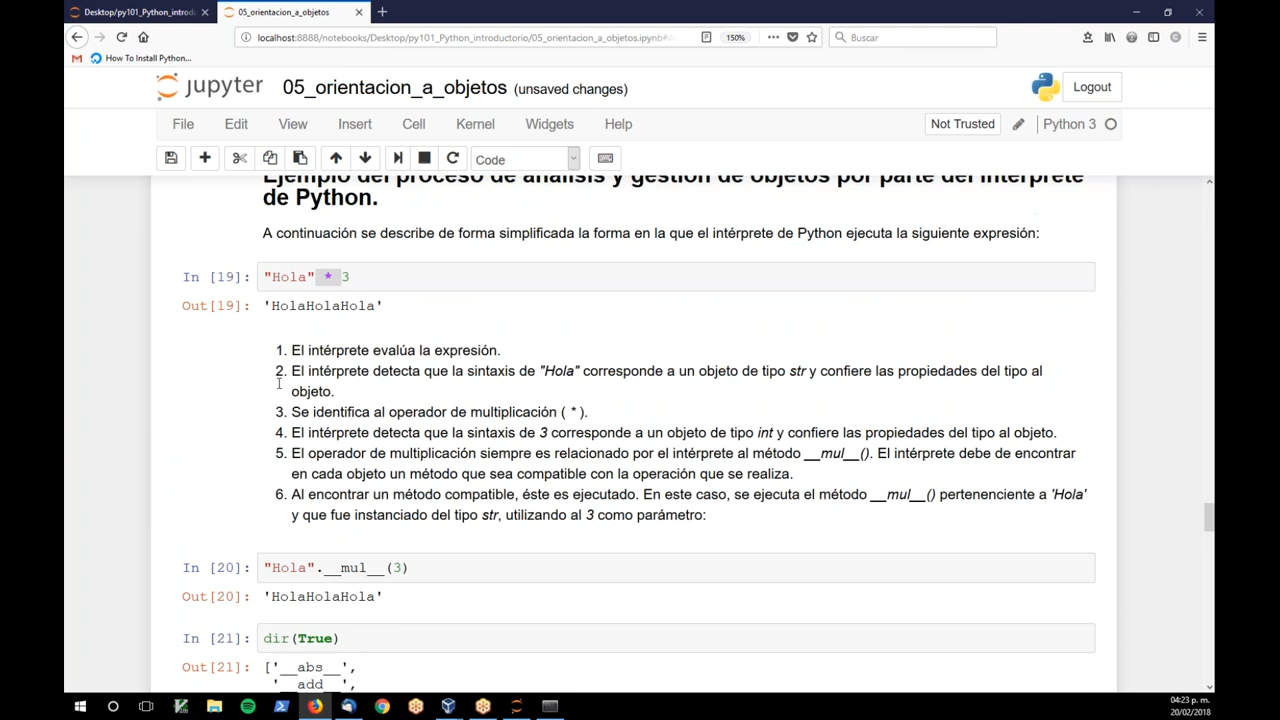 Desktop/py101_Python_introdu
05_orientacion_a_objetos
localhost:8888/notebooks/Desktop/py101_Python_introductorio/05_orientacion_a_objetos.ipynb#A
150%
Buscar
How To Install Python...
jupyter
05_orientacion_a_objetos (unsaved changes)
Logout
File Edit View Insert Cell Kernel Widgets Help
Not Trusted
Python 3
Code
Ejemplo del proceso de análisis y gestión de objetos por parte del intérprete
de Python.
A continuación se describe de forma simplificada la forma en la que el intérprete de Python ejecuta la siguiente expresión:
In [19]: "Hola" * 3
Out[19]: 'HolaHolaHola'
1. El intérprete evalúa la expresión.
2. El intérprete detecta que la sintaxis de "Hola" corresponde a un objeto de tipo str y confiere las propiedades del tipo al
objeto.
3. Se identifica al operador de multiplicación ( * ).
4. El intérprete detecta que la sintaxis de 3 corresponde a un objeto de tipo int y confiere las propiedades del tipo al objeto.
5. El operador de multiplicación siempre es relacionado por el intérprete al método __mul__(). El intérprete debe de encontrar
en cada objeto un método que sea compatible con la operación que se realiza.
6. Al encontrar un método compatible, éste es ejecutado. En este caso, se ejecuta el método __mul__() pertenenciente a 'Hola'
y que fue instanciado del tipo str, utilizando al 3 como parámetro:
In [20]: "Hola".__mul__(3)
Out[20]: 'HolaHolaHola'
In [21]: dir(True)
Out[21]: ['__abs__',
'__add__',
04:23 p. m.
20/02/2018